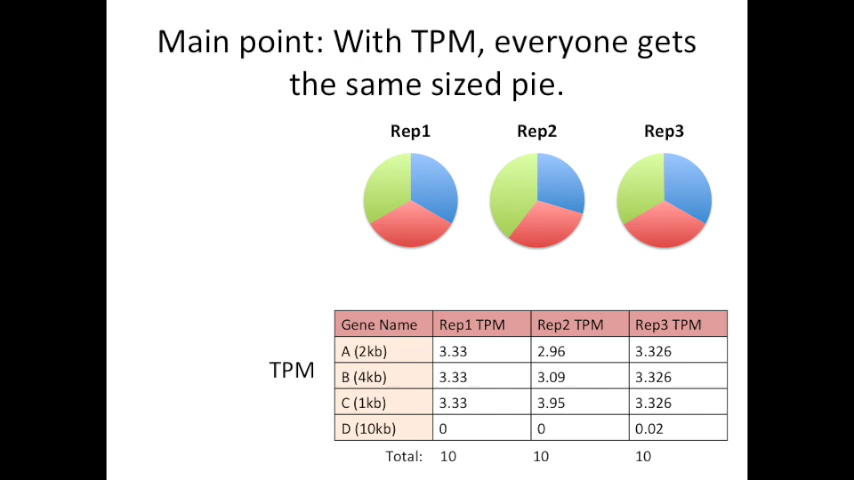 Main point: With TPM, everyone gets
the same sized pie.
Rep1 Rep2 Rep3
TPM
Gene Name Rep1 TPM Rep2 TPM Rep3 TPM
A (2kb) 3.33 2.96 3.326
B (4kb) 3.33 3.09 3.326
C (1kb) 3.33 3.95 3.326
D (10kb) 0 0 0.02
Total: 10 10 10